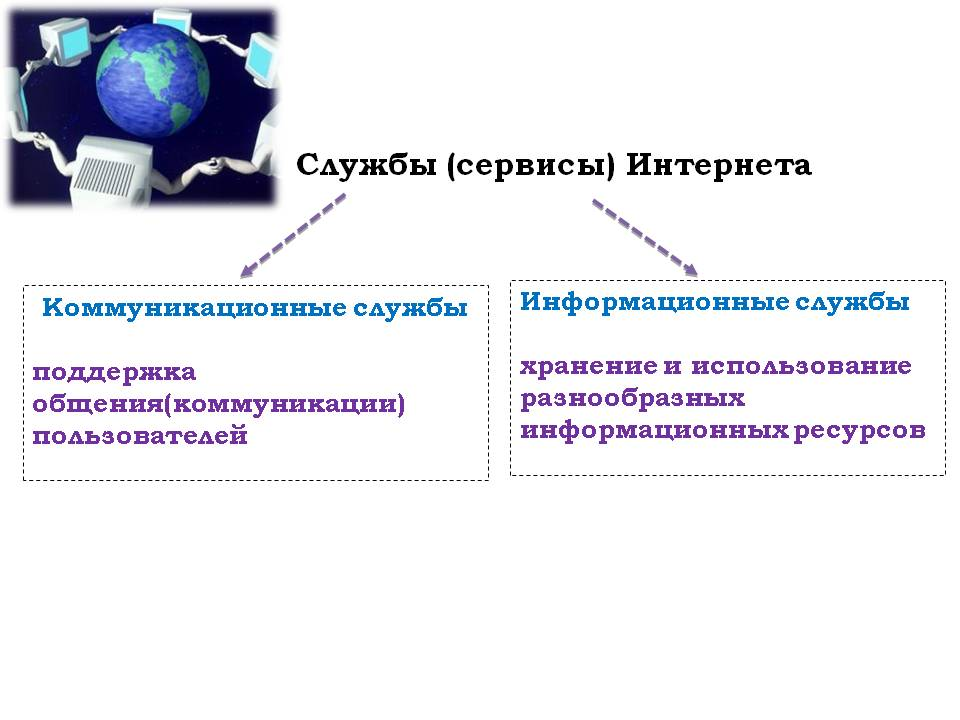 Службы (сервисы) Интернета
Коммуникационные службы
поддержка
общения(коммуникации)
пользователей
Информационные службы
хранение и использование
разнообразных
информационных ресурсов